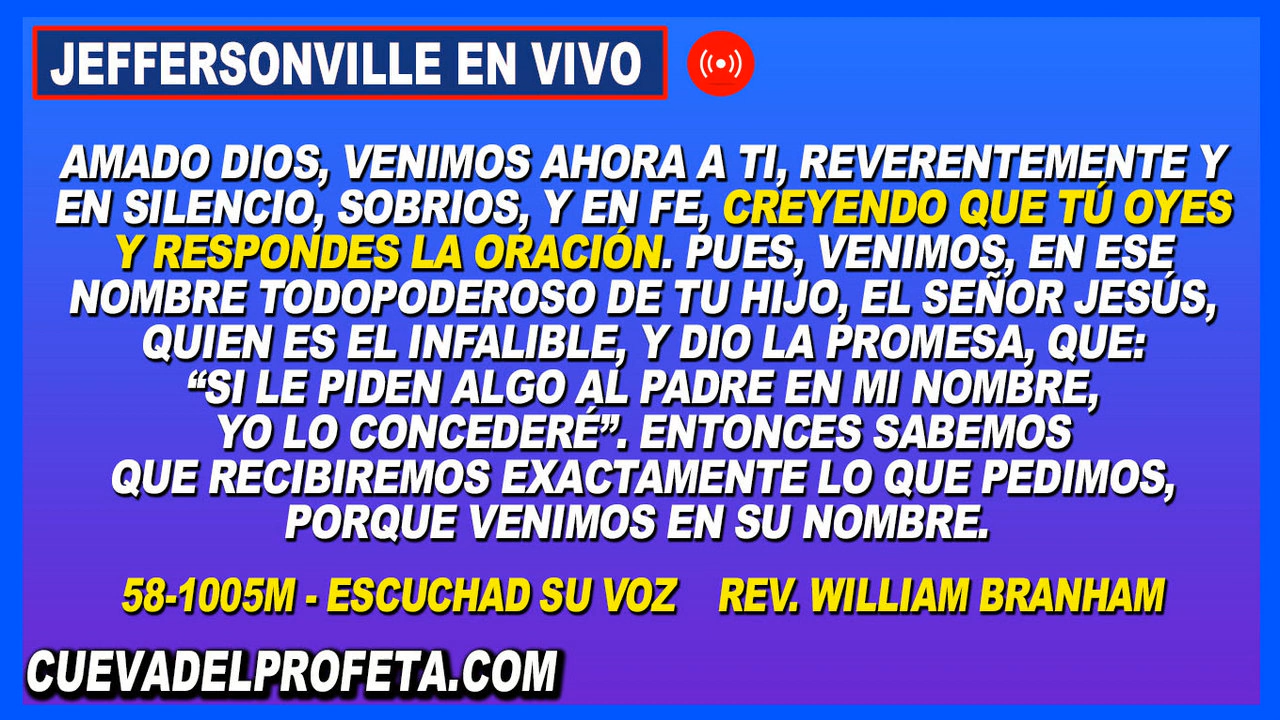 JEFFERSONVILLE EN VIVO
AMADO DIOS, VENIMOS AHORA A TI, REVERENTEMENTE Y
EN SILENCIO, SOBRIOS, Y EN FE, CREYENDO QUE TÚ OYES
Y RESPONDES LA ORACIÓN. PUES, VENIMOS, EN ESE
NOMBRE TODOPODEROSO DE TU HIJO, EL SEÑOR JESÚS,
QUIEN ES EL INFALIBLE, Y DIO LA PROMESA, QUE:
“SI LE PIDEN ALGO AL PADRE EN MI NOMBRE,
YO LO CONCEDERÉ”. ENTONCES SABEMOS
QUE RECIBIREMOS EXACTAMENTE LO QUE PEDIMOS,
PORQUE VENIMOS EN SU NOMBRE.
58-1005M - ESCUCHAD SU VOZ REV. WILLIAM BRANHAM
CUEVADELPROFETA.COM